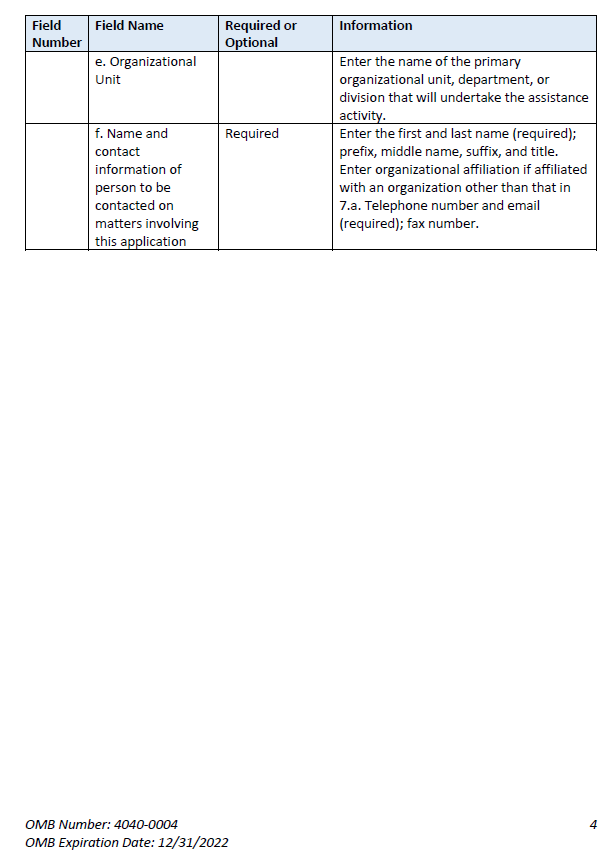 Field Number
Field Name
Required or Optional
Information
e. Organizational
Unit
Enter the name of the primary
organizational unit, department, or
division that will undertake the assistance
activity.
f. Name and
contact
information of
person to be
contacted on
matters involving
this application
Required
Enter the first and last name (required);
prefix, middle name, suffix, and title.
Enter organizational affiliation if affiliated
with an organization other than that in
7.a. Telephone number and email
(required); fax number.
OMB Number: 4040-0004
4
OMB Expiration Date: 12/31/2022